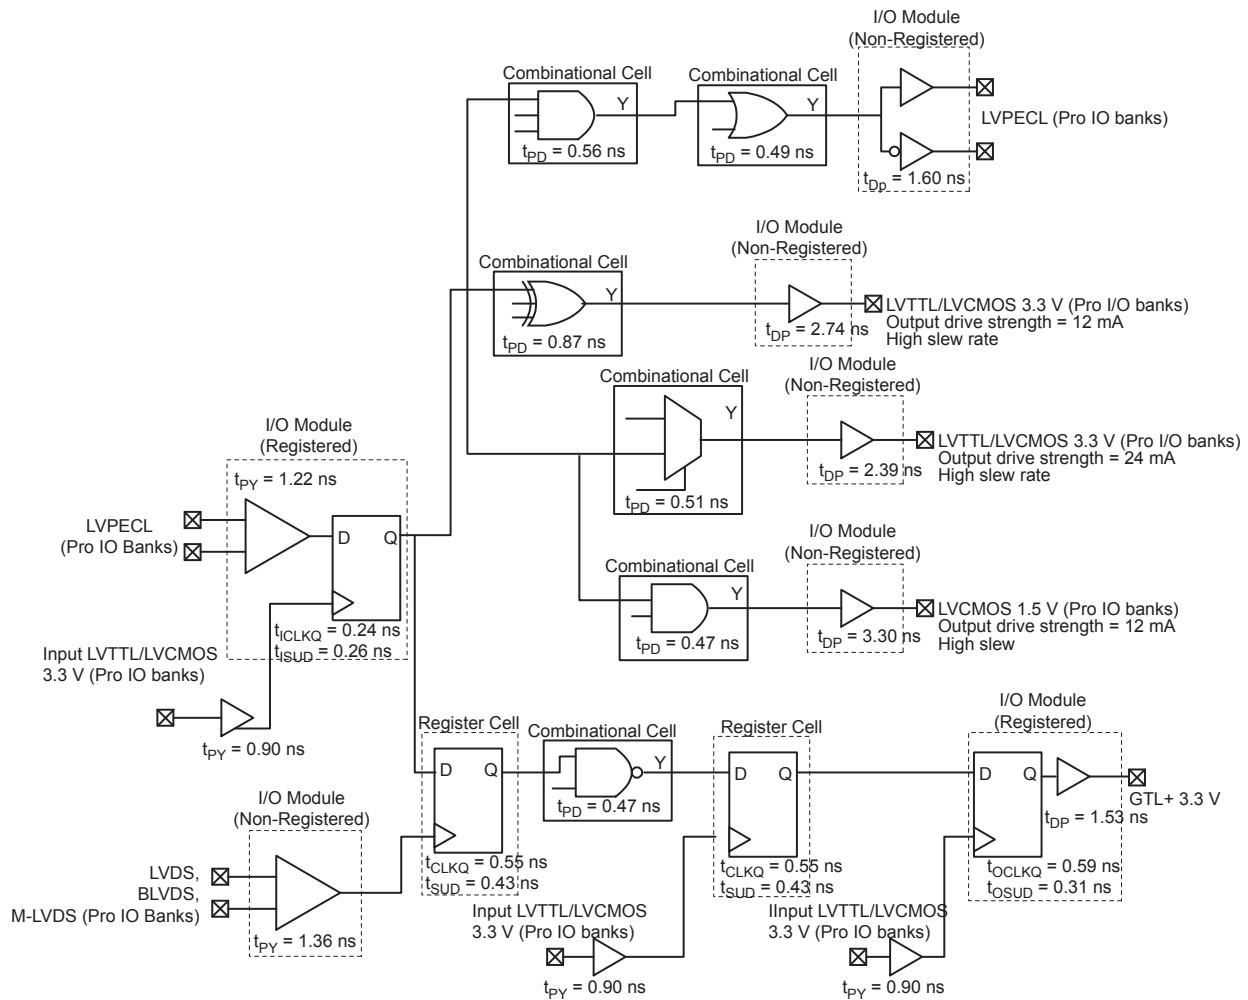 I/O Module
(Non-Registered)
Combinational Cell
Y
tPD = 0.56 ns
Combinational Cell
Y
tPD = 0.49 ns
LVPECL (Pro IO banks)
tDp = 1.60 ns
I/O Module
(Non-Registered)
Combinational Cell
Y
tPD = 0.87 ns
tDP = 2.74 ns
LVTTL/LVCMOS 3.3 V (Pro I/O banks)
Output drive strength = 12 mA
High slew rate
I/O Module
(Non-Registered)
Combinational Cell
Y
tPD = 0.51 ns
tDP = 2.39 ns
LVTTL/LVCMOS 3.3 V (Pro I/O banks)
Output drive strength = 24 mA
High slew rate
I/O Module
(Registered)
tPY = 1.22 ns
LVPECL
(Pro IO Banks)
D
Q
tICLKQ = 0.24 ns
tISUD = 0.26 ns
Input LVTTL/LVCMOS
3.3 V (Pro IO banks)
tPY = 0.90 ns
I/O Module
(Non-Registered)
Combinational Cell
Y
tPD = 0.47 ns
tDP = 3.30 ns
LVCMOS 1.5 V (Pro IO banks)
Output drive strength = 12 mA
High slew
Register Cell
D
Q
tCLKQ = 0.55 ns
tSUD = 0.43 ns
Combinational Cell
Y
tPD = 0.47 ns
Register Cell
D
Q
tCLKQ = 0.55 ns
tSUD = 0.43 ns
I/O Module
(Registered)
D
Q
tDP = 1.53 ns
GTL+ 3.3 V
tOCLKQ = 0.59 ns
tOSUD = 0.31 ns
I/O Module
(Non-Registered)
LVDS,
BLVDS,
M-LVDS (Pro IO Banks)
tPY = 1.36 ns
Input LVTTL/LVCMOS
3.3 V (Pro IO banks)
tPY = 0.90 ns
IInput LVTTL/LVCMOS
3.3 V (Pro IO banks)
tPY = 0.90 ns